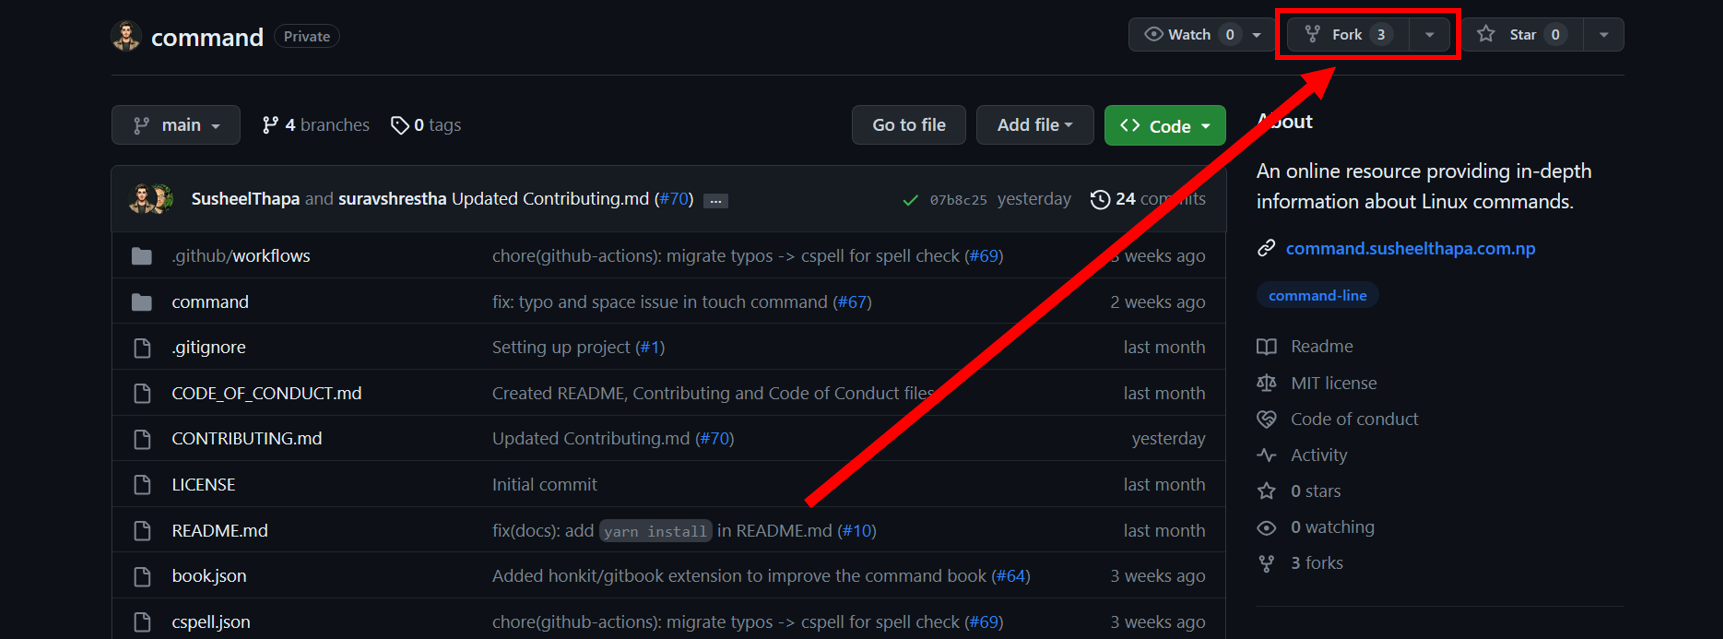 command Private Watch 0 Fork 3 Star 0
main 4 branches 0 tags Go to file Add file Code
About
An online resource providing in-depth
information about Linux commands.
command.susheelthapa.com.np
command-line
Readme
MIT license
Code of conduct
Activity
0 stars
0 watching
3 forks
SusheelThapa and suravshrestha Updated Contributing.md (#70) ... 07b8c25 yesterday 24 commits
.github/workflows chore(github-actions): migrate typos -> cspell for spell check (#69) weeks ago
command fix: typo and space issue in touch command (#67) 2 weeks ago
.gitignore Setting up project (#1) last month
CODE_OF_CONDUCT.md Created README, Contributing and Code of Conduct files last month
CONTRIBUTING.md Updated Contributing.md (#70) yesterday
LICENSE Initial commit last month
README.md fix(docs): add yarn install in README.md (#10) last month
book.json Added honkit/gitbook extension to improve the command book (#64) 3 weeks ago
cspell.json chore(github-actions): migrate typos -> cspell for spell check (#69) 3 weeks ago